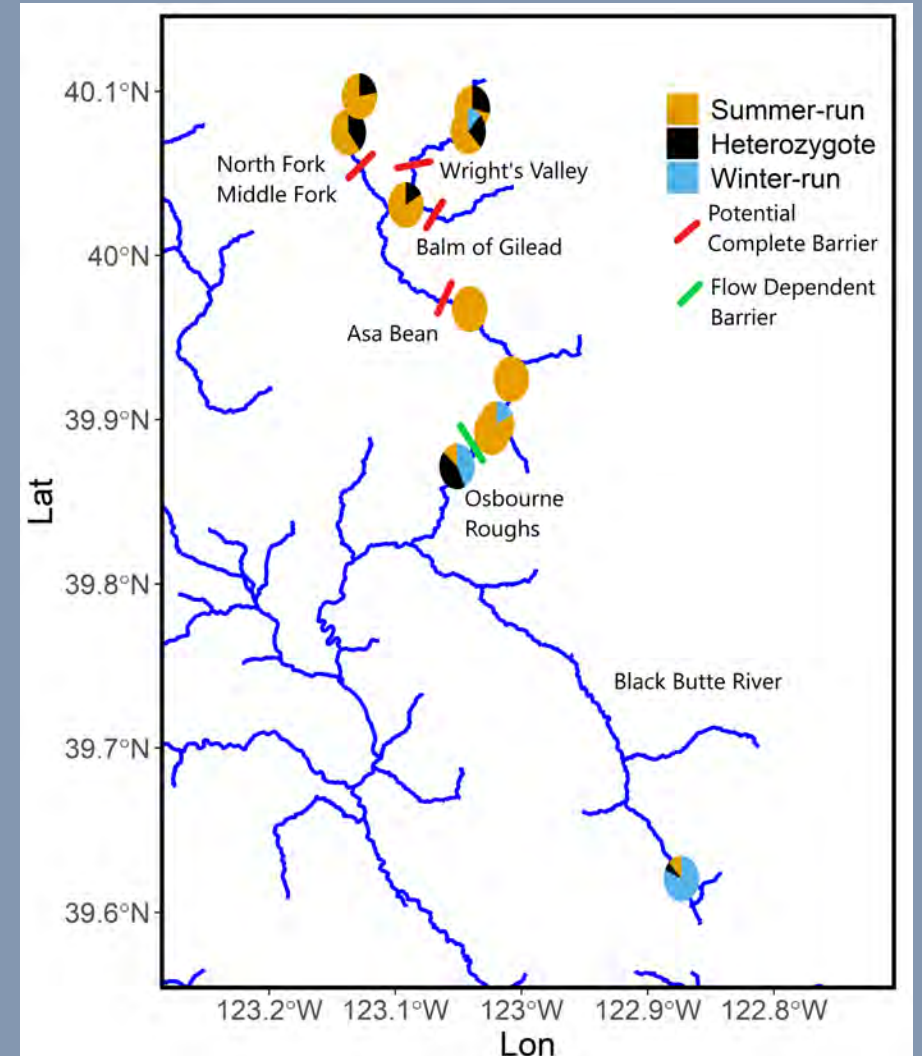 40.1°N
40°N
39.9°N
39.8°N
39.7°N
39.6°N
Lat
123.2°W 123.1°W 123°W 122.9°W 122.8°W
Lon
Summer-run
Heterozygote
Winter-run
Potential
Complete Barrier
Flow Dependent
Barrier
North Fork
Middle Fork
Wright's Valley
Balm of Gilead
Asa Bean
Osbourne
Roughs
Black Butte River